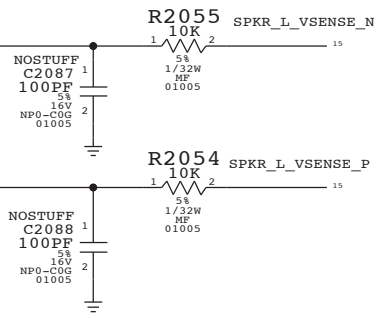 R2055
10K
1 2
5%
1/32W
MF
01005
SPKR_L_VSENSE_N
15
NOSTUFF
C2087
100PF
5%
16V
NP0-C0G
01005
1
2
R2054
10K
1 2
5%
1/32W
MF
01005
SPKR_L_VSENSE_P
15
NOSTUFF
C2088
100PF
5%
16V
NP0-C0G
01005
1
2